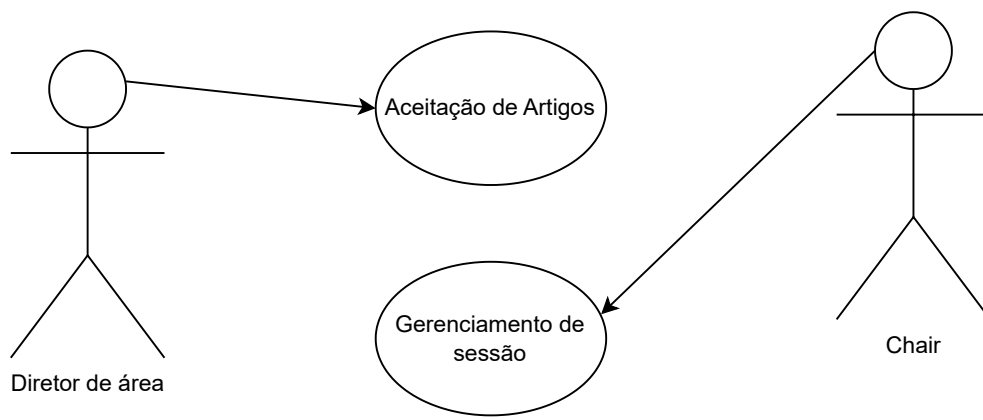 Aceitação de Artigos
Gerenciamento de
sessão
Chair
Diretor de área